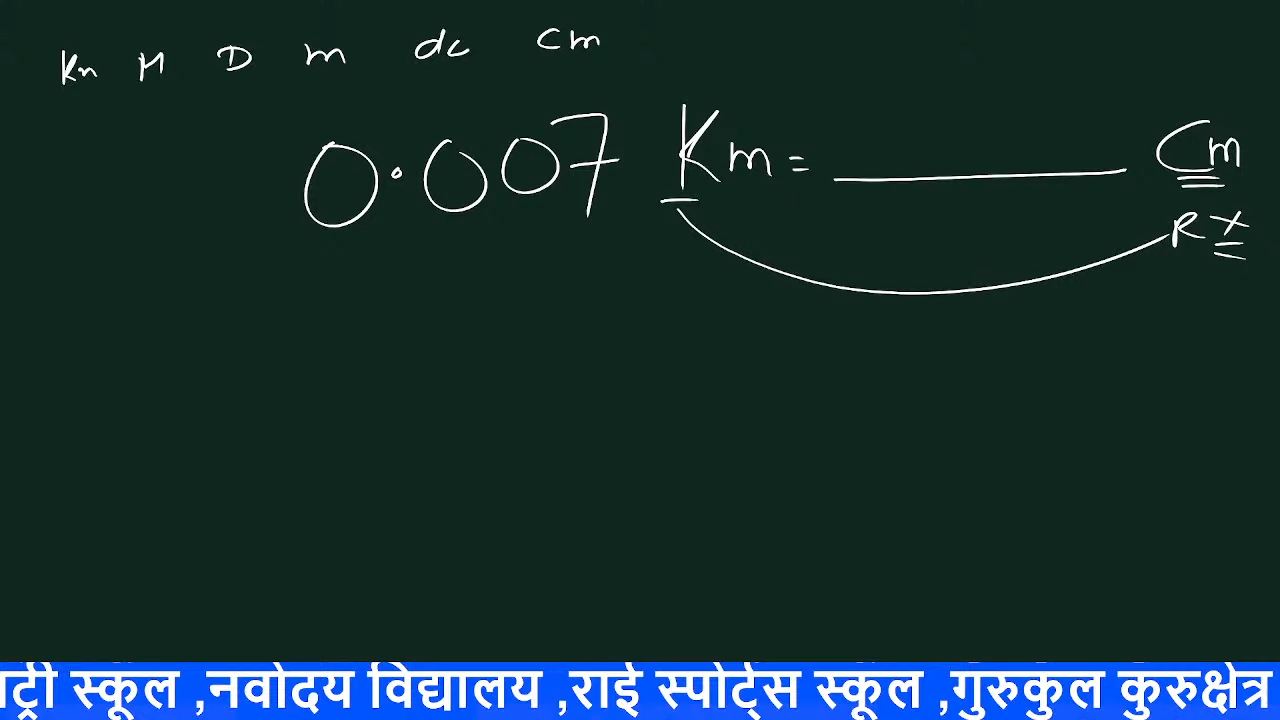 Km H D m dc Cm
0.007 Km = ________ Cm
R x
ट्री स्कूल ,नवोदय विद्यालय ,राई स्पोर्ट्स स्कूल ,गुरुकुल कुरुक्षेत्र